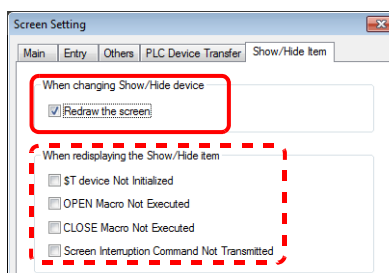 Screen Setting
Main Entry Others PLC Device Transfer Show/Hide Item
When changing Show/Hide device
Redraw the screen
When redisplaying the Show/Hide item
$T device Not Initialized
OPEN Macro Not Executed
CLOSE Macro Not Executed
Screen Interruption Command Not Transmitted